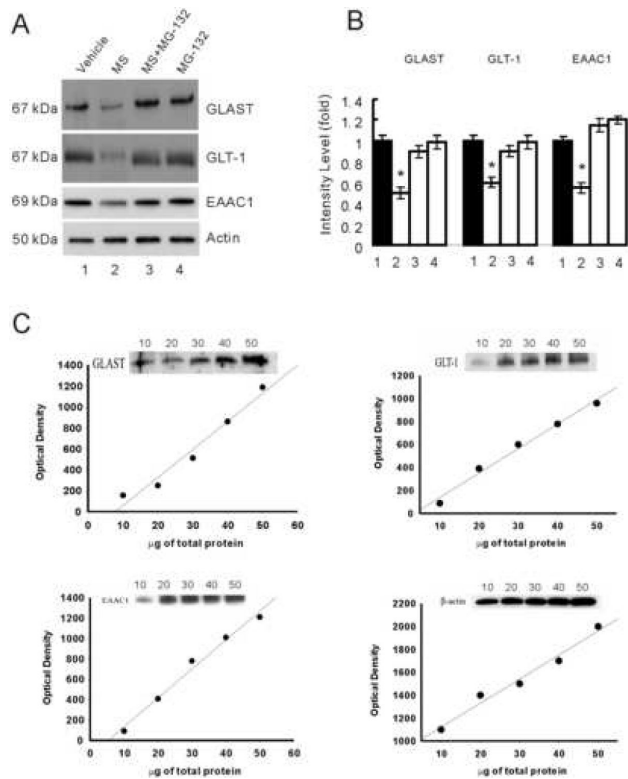 A
Vehicle
MS
MS+MG-132
MG-132
67 kDa GLAST
67 kDa GLT-1
69 kDa EAAC1
50 kDa Actin
1 2 3 4
B
GLAST GLT-1 EAAC1
Intensity Level (fold)
1.4
1.2
1
0.8
0.6
0.4
0.2
0
* * *
1 2 3 4 1 2 3 4 1 2 3 4
C
10 20 30 40 50
GLAST
Optical Density
1400
1200
1000
800
600
400
200
0
0 10 20 30 40 50 60
µg of total protein
10 20 30 40 50
GLT-1
Optical Density
1200
1000
800
600
400
200
0
10 20 30 40 50
µg of total protein
10 20 30 40 50
EAAC1
Optical Density
1400
1200
1000
800
600
400
200
0
0 10 20 30 40 50 60
µg of total protein
10 20 30 40 50
β-actin
Optical Density
2200
2000
1800
1600
1400
1200
1000
10 20 30 40 50
µg of total protein